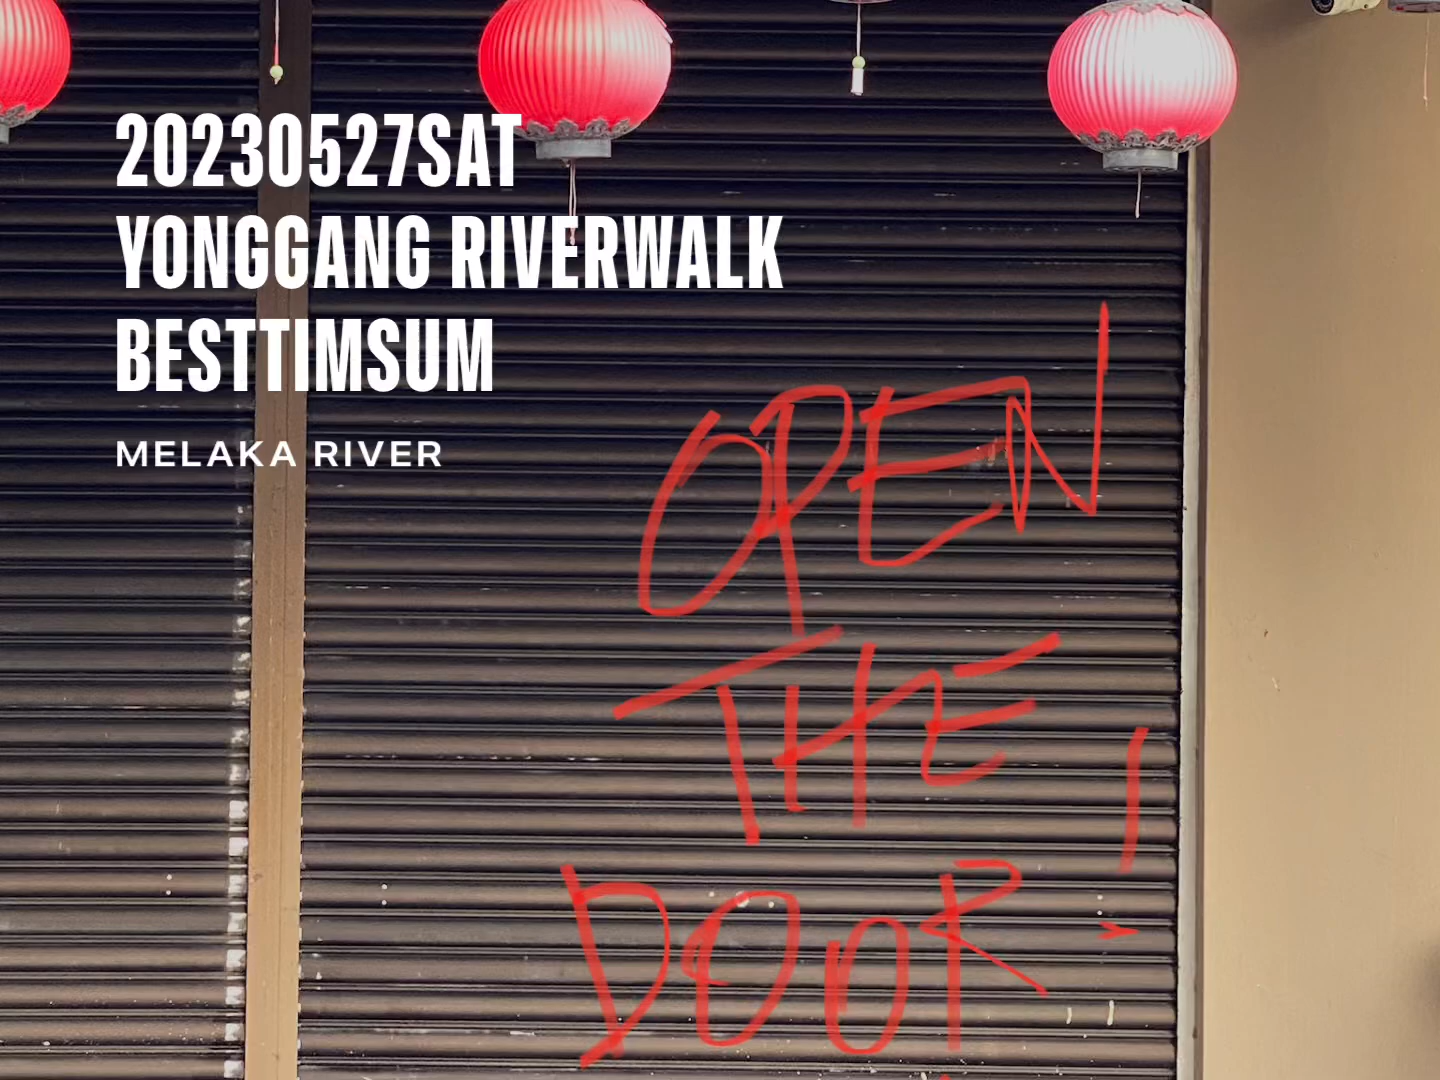 20230527SAT
YONGGANG RIVERWALK
BESTTIMSUM
MELAKA RIVER
OPEN
THE
DOOR!